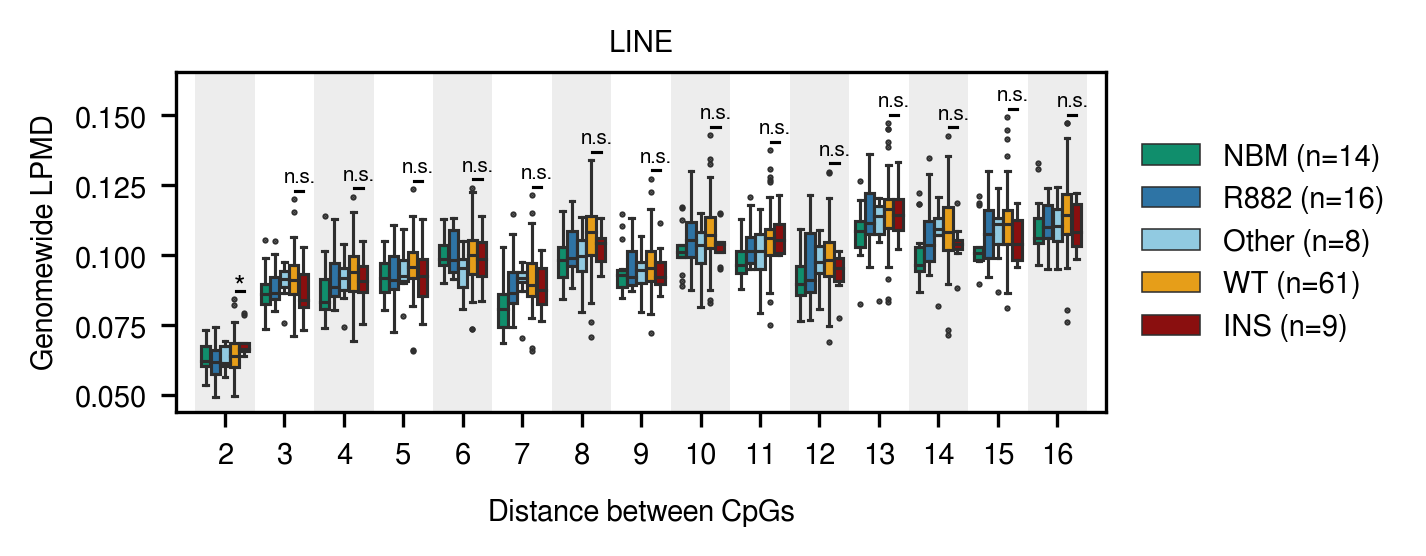 LINE
Genomewide LPMD
0.150
0.125
0.100
0.075
0.050
*
n.s.
n.s.
n.s.
n.s.
n.s.
n.s.
n.s.
n.s.
n.s.
n.s.
n.s.
n.s.
n.s.
n.s.
2 3 4 5 6 7 8 9 10 11 12 13 14 15 16
Distance between CpGs
NBM (n=14)
R882 (n=16)
Other (n=8)
WT (n=61)
INS (n=9)